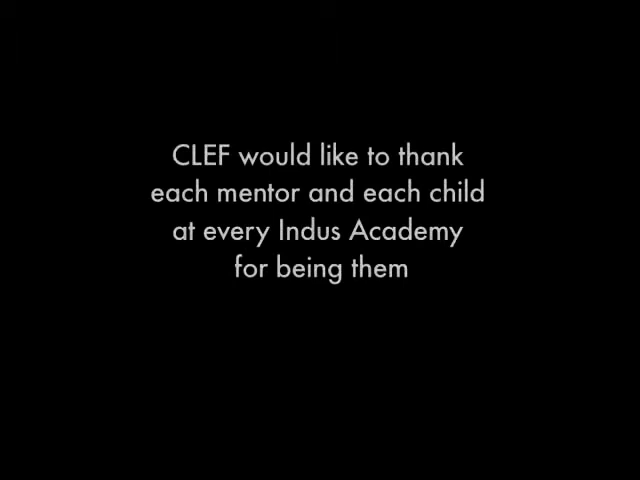 CLEF would like to thank
each mentor and each child
at every Indus Academy
for being them